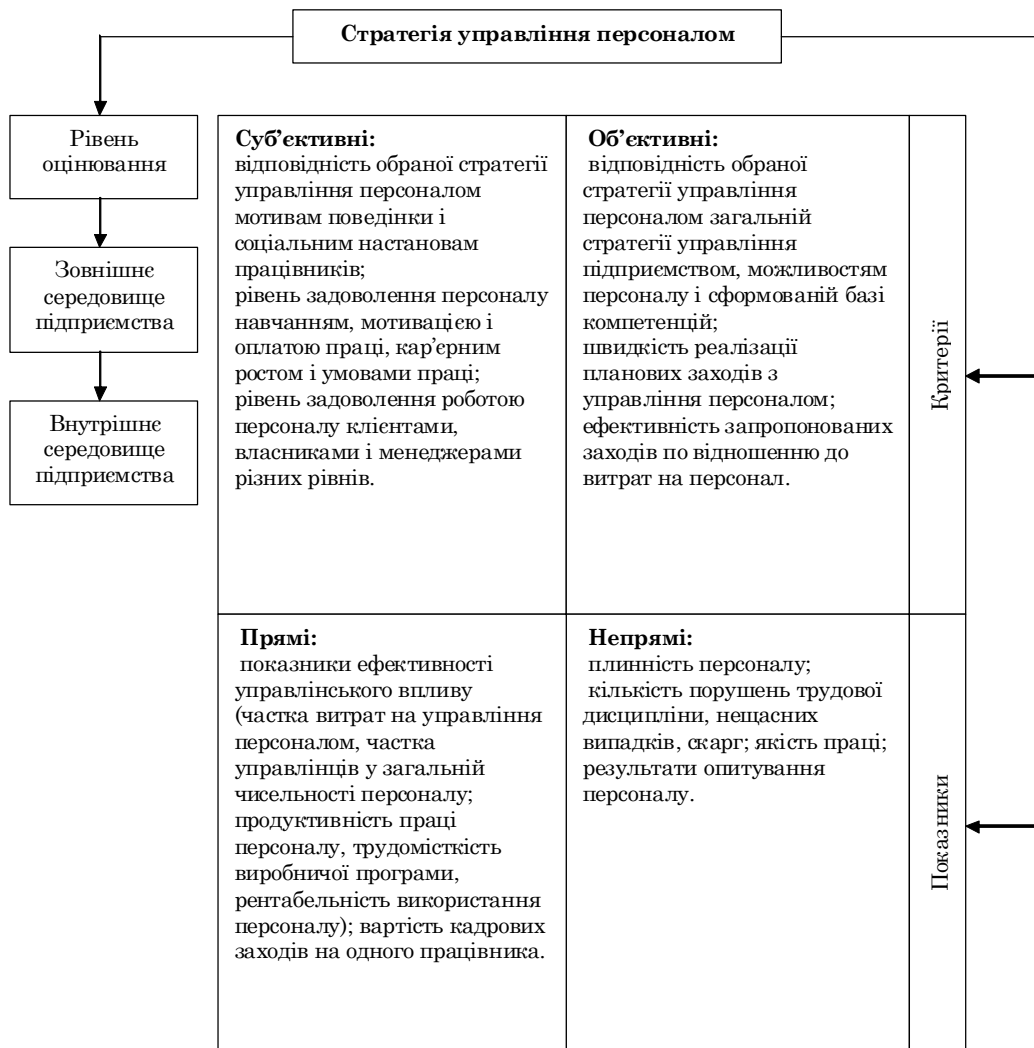 Стратегія управління персоналом
Рівень
оцінювання
Зовнішнє
середовище
підприємства
Внутрішнє
середовище
підприємства
Суб’єктивні:
відповідність обраної стратегії
управління персоналом
мотивам поведінки і
соціальним настановам
працівників;
рівень задоволення персоналу
навчанням, мотивацією і
оплатою праці, кар’єрним
ростом і умовами праці;
рівень задоволення роботою
персоналу клієнтами,
власниками і менеджерами
різних рівнів.
Об’єктивні:
відповідність обраної
стратегії управління
персоналом загальній
стратегії управління
підприємством, можливостям
персоналу і сформованій базі
компетенцій;
швидкість реалізації
планових заходів з
управління персоналом;
ефективність запропонованих
заходів по відношенню до
витрат на персонал.
Критерії
Прямі:
показники ефективності
управлінського впливу
(частка витрат на управління
персоналом, частка
управлінців у загальній
чисельності персоналу;
продуктивність праці
персоналу, трудомісткість
виробничої програми,
рентабельність використання
персоналу); вартість кадрових
заходів на одного працівника.
Непрямі:
плинність персоналу;
кількість порушень трудової
дисципліни, нещасних
випадків, скарг; якість праці;
результати опитування
персоналу.
Показники